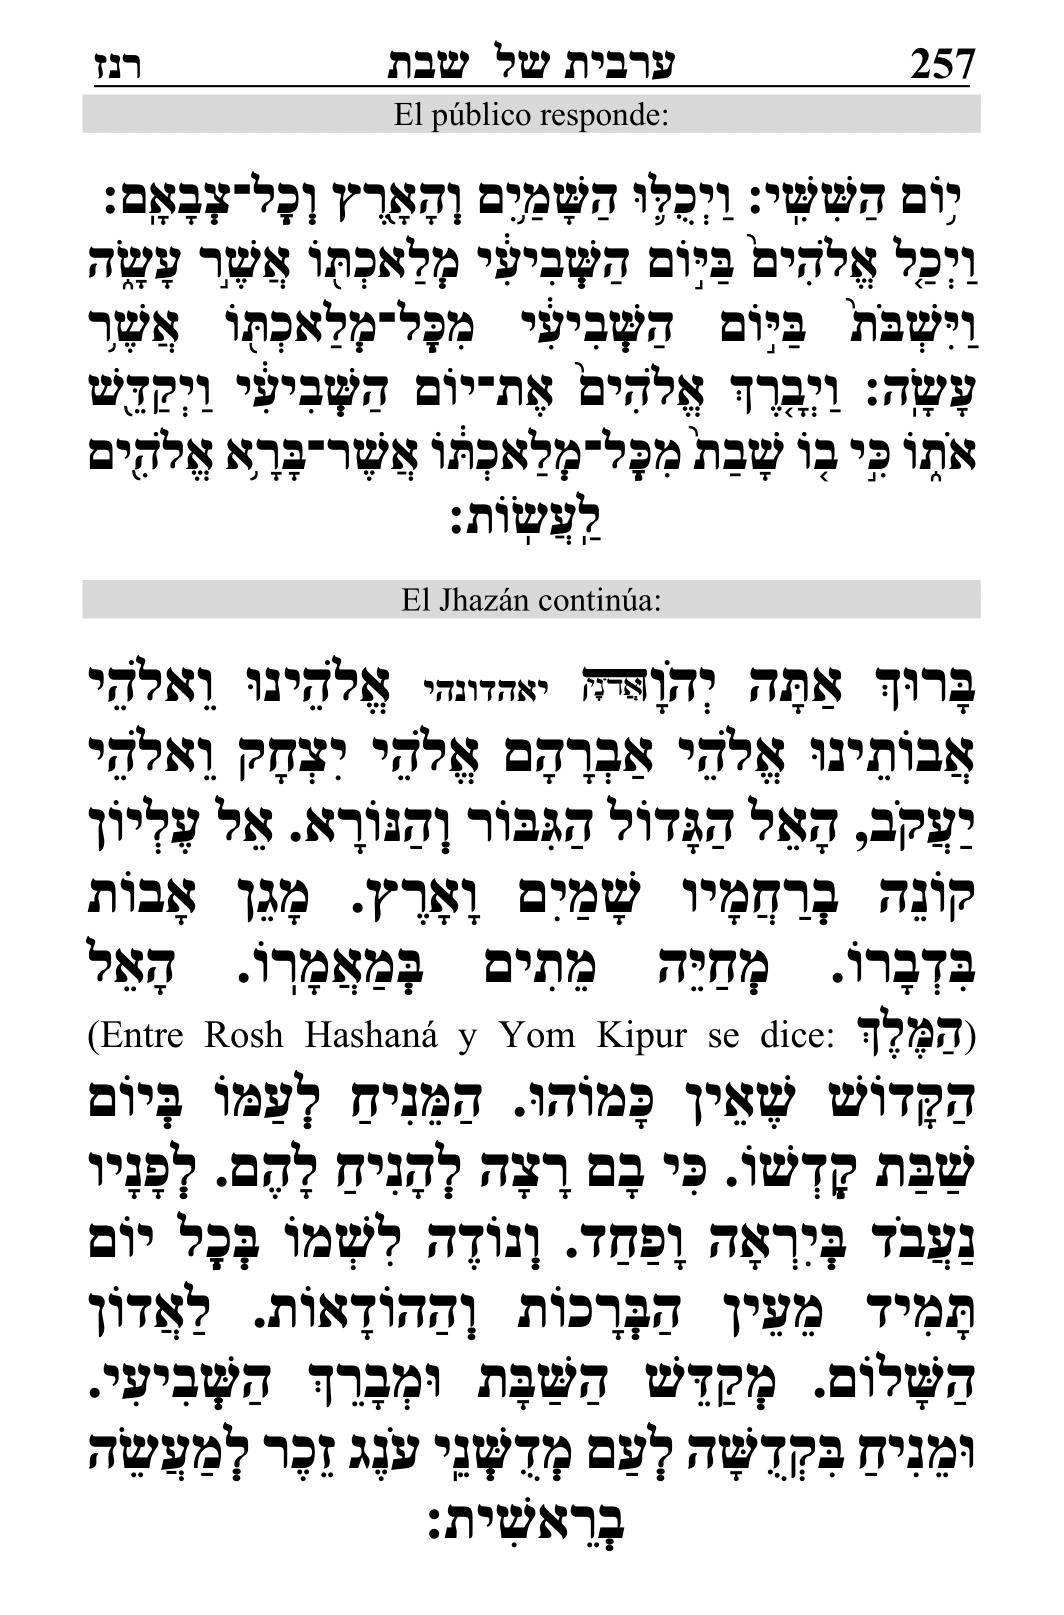 257 ערבית של שבת רנז
El público responde:
י֥וֹם הַשִּׁשִּֽׁי׃ וַיְכֻלּ֛וּ הַשָּׁמַ֥יִם וְהָאָ֖רֶץ וְכָל־צְבָאָֽם׃
וַיְכַ֤ל אֱלֹהִים֙ בַּיּ֣וֹם הַשְּׁבִיעִ֔י מְלַאכְתּ֖וֹ אֲשֶׁ֣ר עָשָׂ֑ה
וַיִּשְׁבֹּת֙ בַּיּ֣וֹם הַשְּׁבִיעִ֔י מִכָּל־מְלַאכְתּ֖וֹ אֲשֶׁ֥ר
עָשָֽׂה׃ וַיְבָ֤רֶךְ אֱלֹהִים֙ אֶת־י֣וֹם הַשְּׁבִיעִ֔י וַיְקַדֵּ֖שׁ
אֹת֑וֹ כִּ֣י ב֤וֹ שָׁבַת֙ מִכָּל־מְלַאכְתּ֔וֹ אֲשֶׁר־בָּרָ֥א אֱלֹהִ֖ים
לַֽעֲשֽׂוֹת׃
El Jhazán continúa:
בָּרוּךְ אַתָּה יְהֹוָאֲדֹנָיה יאהדונהי אֱלֹהֵינוּ וֵאלֹהֵי
אֲבוֹתֵינוּ אֱלֹהֵי אַבְרָהָם אֱלֹהֵי יִצְחָק וֵאלֹהֵי
יַעֲקֹב, הָאֵל הַגָּדוֹל הַגִּבּוֹר וְהַנּוֹרָא. אֵל עֶלְיוֹן
קוֹנֵה בְרַחֲמָיו שָׁמַיִם וָאָרֶץ. מָגֵן אָבוֹת
בִּדְבָרוֹ. מְחַיֵּה מֵתִים בְּמַאֲמָרוֹ. הָאֵל
(Entre Rosh Hashaná y Yom Kipur se dice: הַמֶּלֶךְ)
הַקָּדוֹשׁ שֶׁאֵין כָּמוֹהוּ. הַמֵּנִיחַ לְעַמּוֹ בְּיוֹם
שַׁבַּת קָדְשׁוֹ. כִּי בָם רָצָה לְהָנִיחַ לָהֶם. לְפָנָיו
נַעֲבֹד בְּיִרְאָה וָפַחַד. וְנוֹדֶה לִשְׁמוֹ בְּכָל יוֹם
תָּמִיד מֵעֵין הַבְּרָכוֹת וְהַהוֹדָאוֹת. לַאֲדוֹן
הַשָּׁלוֹם. מְקַדֵּשׁ הַשַּׁבָּת וּמְבָרֵךְ הַשְּׁבִיעִי.
וּמֵנִיחַ בִּקְדֻשָּׁה לְעַם מְדֻשְּׁנֵי עֹנֶג זֵכֶר לְמַעֲשֵׂה
בְרֵאשִׁית׃